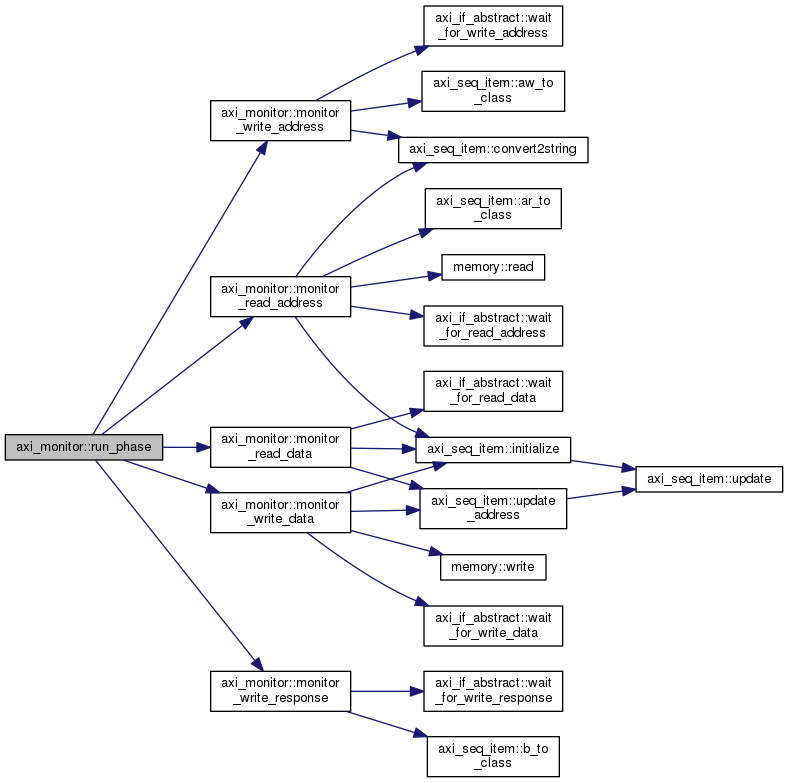 axi_if_abstract::wait
_for_write_address
axi_seq_item::aw_to
_class
axi_monitor::monitor
_write_address
axi_seq_item::convert2string
axi_seq_item::ar_to
_class
memory::read
axi_monitor::monitor
_read_address
axi_if_abstract::wait
_for_read_address
axi_if_abstract::wait
_for_read_data
axi_monitor::run_phase
axi_monitor::monitor
_read_data
axi_seq_item::initialize
axi_seq_item::update
axi_seq_item::update
_address
axi_monitor::monitor
_write_data
memory::write
axi_if_abstract::wait
_for_write_data
axi_monitor::monitor
_write_response
axi_if_abstract::wait
_for_write_response
axi_seq_item::b_to
_class